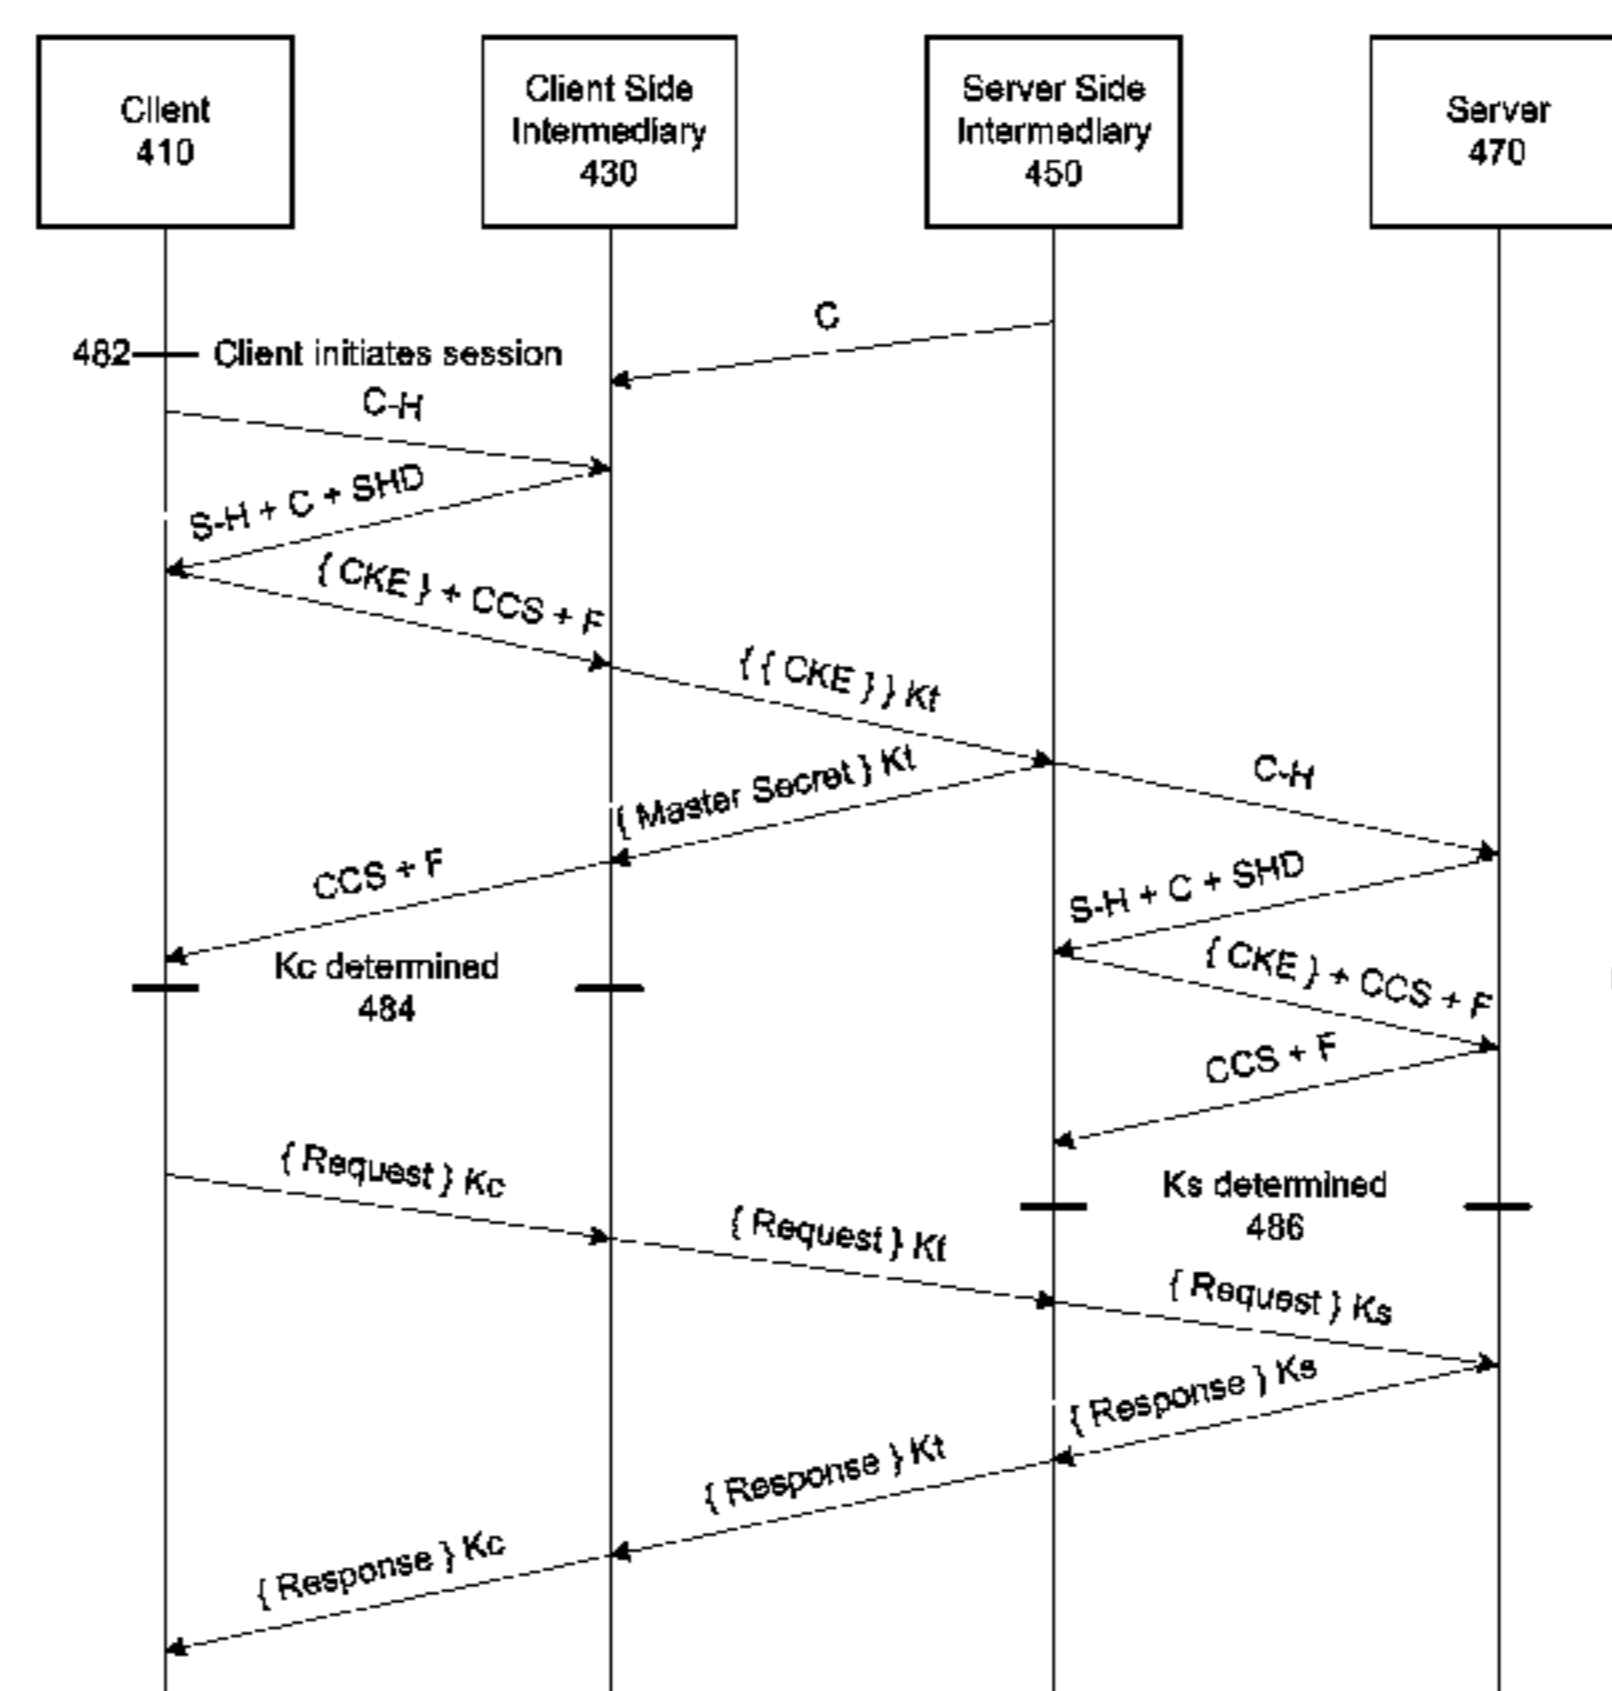 Client
410
Client Side
Intermediary
430
Server Side
Intermediary
450
Server
470
C
482
Client initiates session
C-H
S-H + C + SHD
{ CKE } + CCS + F
{ { CKE } } Kt
{ Master Secret } Kt
C-H
CCS + F
S-H + C + SHD
{ CKE } + CCS + F
Kc determined
484
CCS + F
{ Request } Kc
Ks determined
486
{ Request } Kt
{ Request } Ks
{ Response } Ks
{ Response } Kt
{ Response } Kc